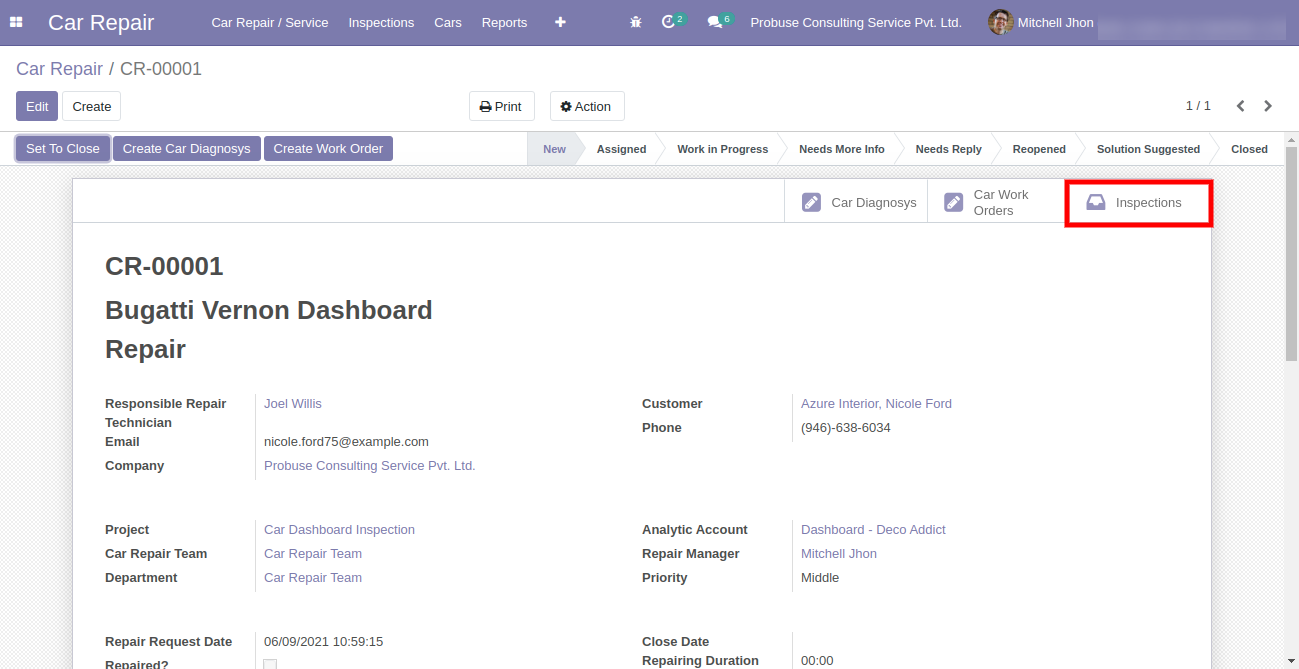 Car Repair
Car Repair / Service Inspections Cars Reports
2 6 Probuse Consulting Service Pvt. Ltd. Mitchell Jhon
Car Repair / CR-00001
Edit Create Print Action 1 / 1
Set To Close Create Car Diagnosys Create Work Order New Assigned Work in Progress Needs More Info Needs Reply Reopened Solution Suggested Closed
Car Diagnosys
Car Work
Orders
Inspections
CR-00001
Bugatti Vernon Dashboard
Repair
Responsible Repair
Technician
Joel Willis
Email nicole.ford75@example.com
Company Probuse Consulting Service Pvt. Ltd.
Customer Azure Interior, Nicole Ford
Phone (946)-638-6034
Project Car Dashboard Inspection
Car Repair Team Car Repair Team
Department Car Repair Team
Analytic Account Dashboard - Deco Addict
Repair Manager Mitchell Jhon
Priority Middle
Repair Request Date 06/09/2021 10:59:15
Repaired?
Close Date
Repairing Duration 00:00